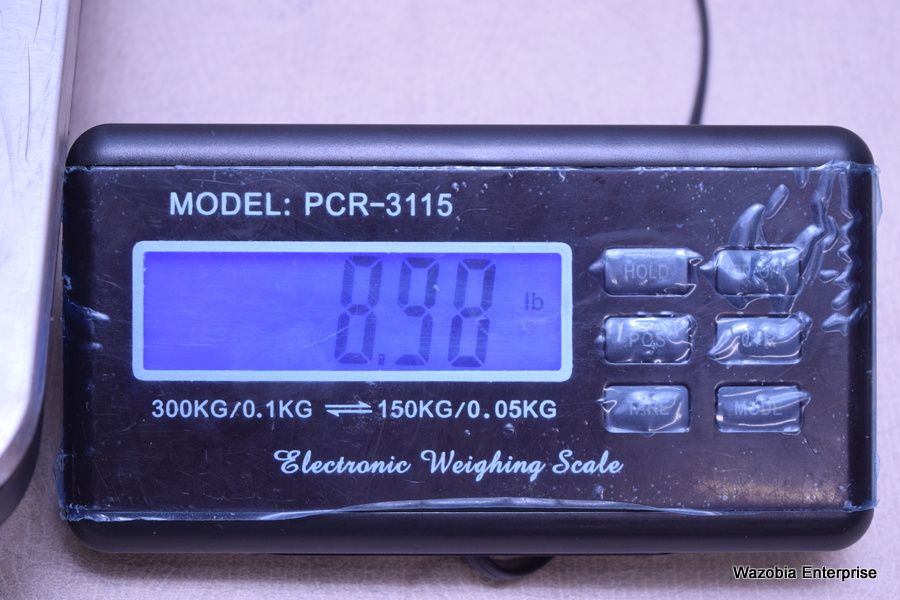 MODEL: PCR-3115
8.98 lb
HOLD
300KG/0.1KG ⇌ 150KG/0.05KG
TARE MODE
Electronic Weighing Scale
Wazobia Enterprise